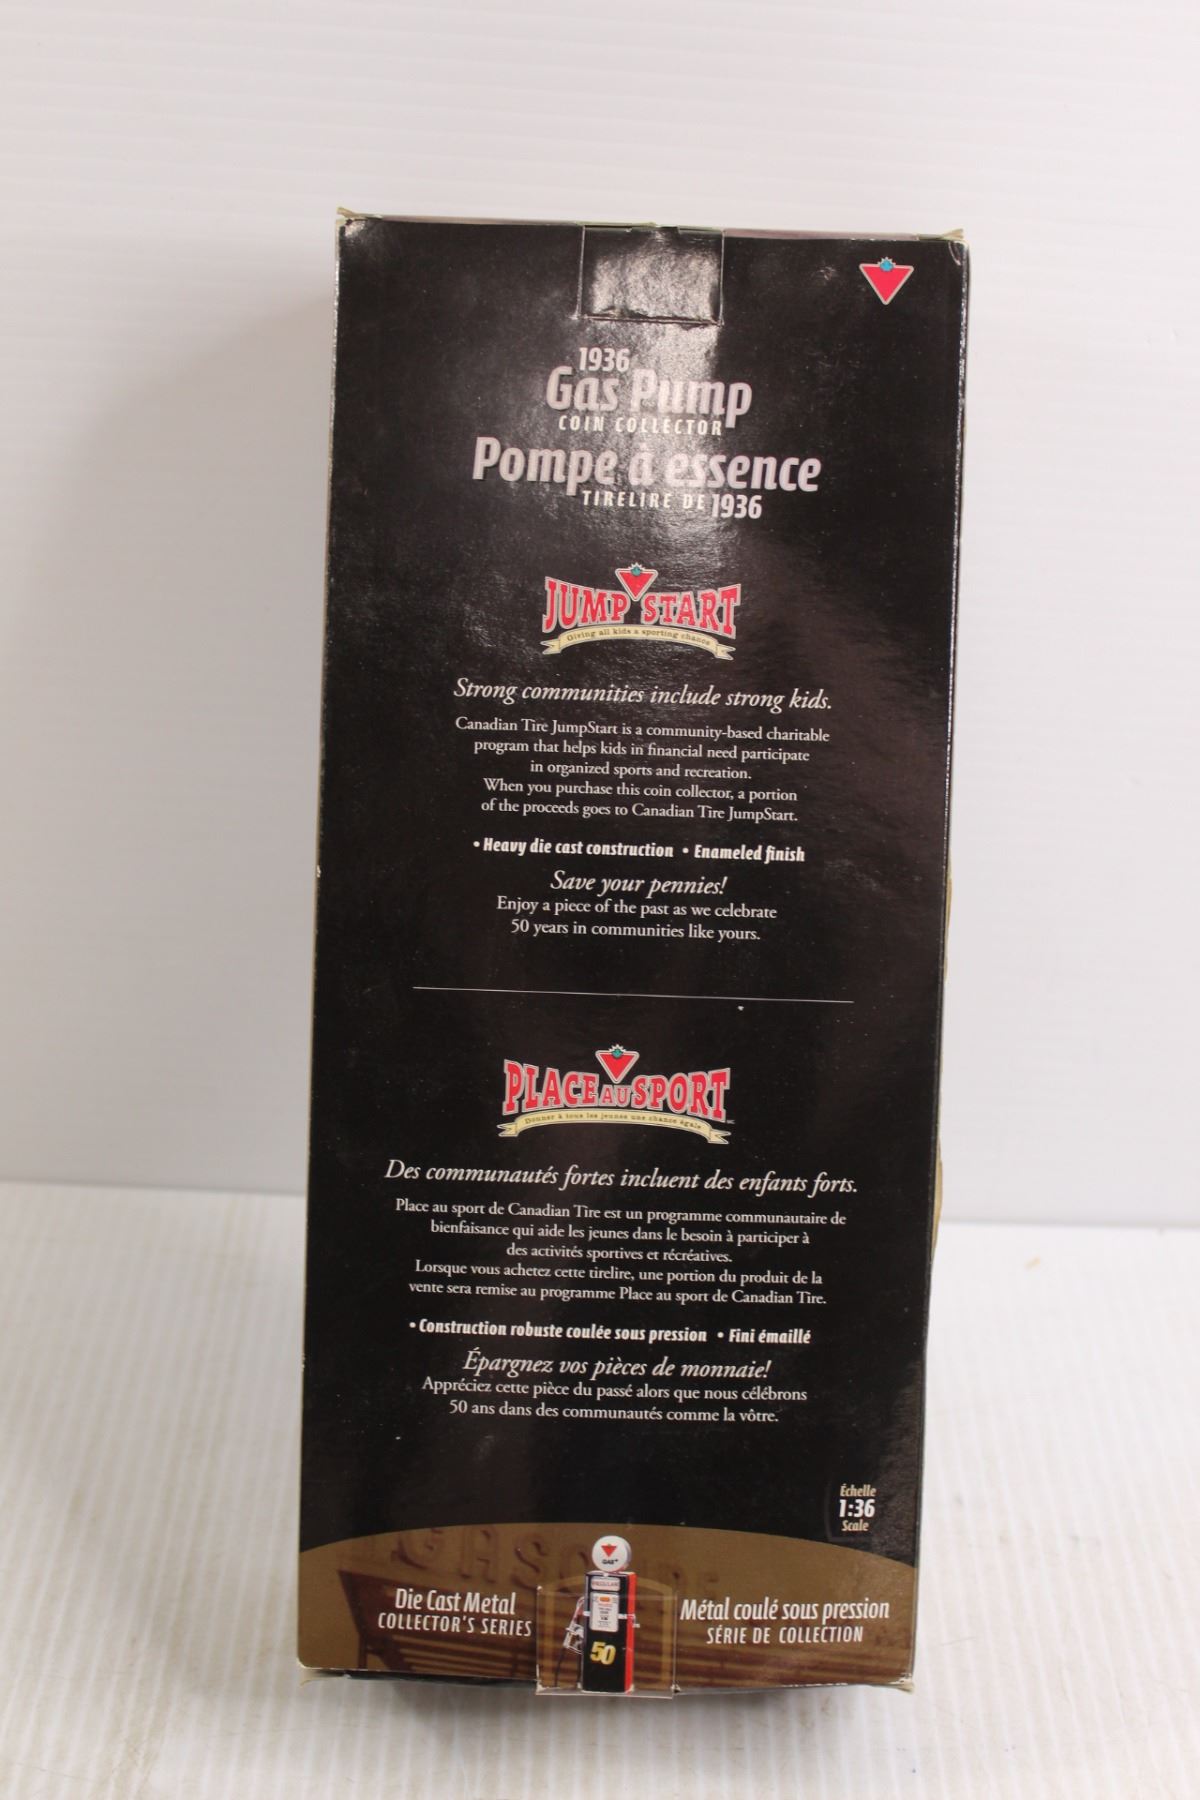 1936
Gas Pump
COIN COLLECTOR
Pompe à essence
TIRELIRE DE 1936
JUMP START
Giving all kids a sporting chance
Strong communities include strong kids.
Canadian Tire JumpStart is a community-based charitable
program that helps kids in financial need participate
in organized sports and recreation.
When you purchase this coin collector, a portion
of the proceeds goes to Canadian Tire JumpStart.
• Heavy die cast construction • Enameled finish
Save your pennies!
Enjoy a piece of the past as we celebrate
50 years in communities like yours.
PLACE AU SPORT
Donner à tous les jeunes une chance égale
Des communautés fortes incluent des enfants forts.
Place au sport de Canadian Tire est un programme communautaire de
bienfaisance qui aide les jeunes dans le besoin à participer à
des activités sportives et récréatives.
Lorsque vous achetez cette tirelire, une portion du produit de la
vente sera remise au programme Place au sport de Canadian Tire.
• Construction robuste coulée sous pression • Fini émaillé
Épargnez vos pièces de monnaie!
Appréciez cette pièce du passé alors que nous célébrons
50 ans dans des communautés comme la vôtre.
Échelle
1:36
Scale
GAS+
50
Die Cast Metal
COLLECTOR'S SERIES
Métal coulé sous pression
SÉRIE DE COLLECTION